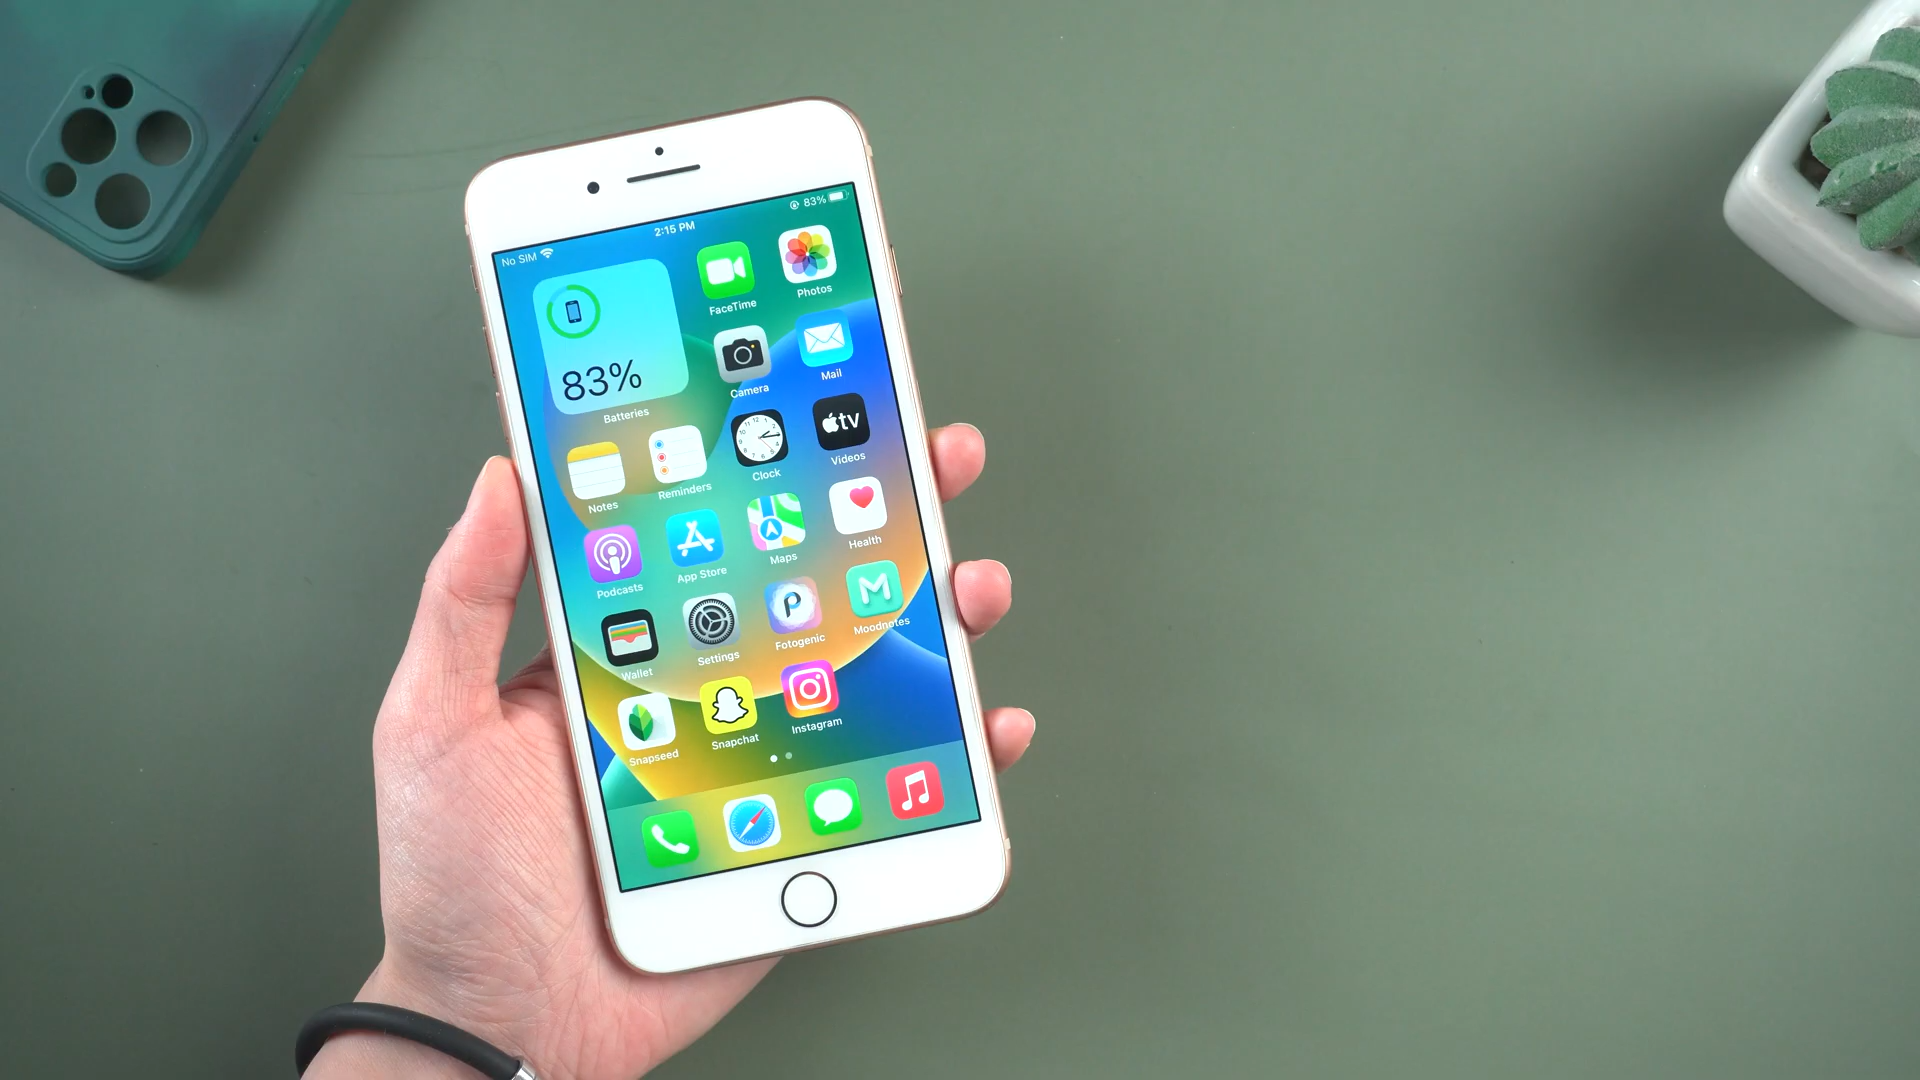 No SIM
2:15 PM
83%
83%
Batteries
FaceTime
Photos
Camera
Mail
Notes
Reminders
Clock
tv
Videos
Podcasts
App Store
Maps
Health
Wallet
Settings
P
Fotogenic
M
Moodnotes
Snapseed
Snapchat
Instagram